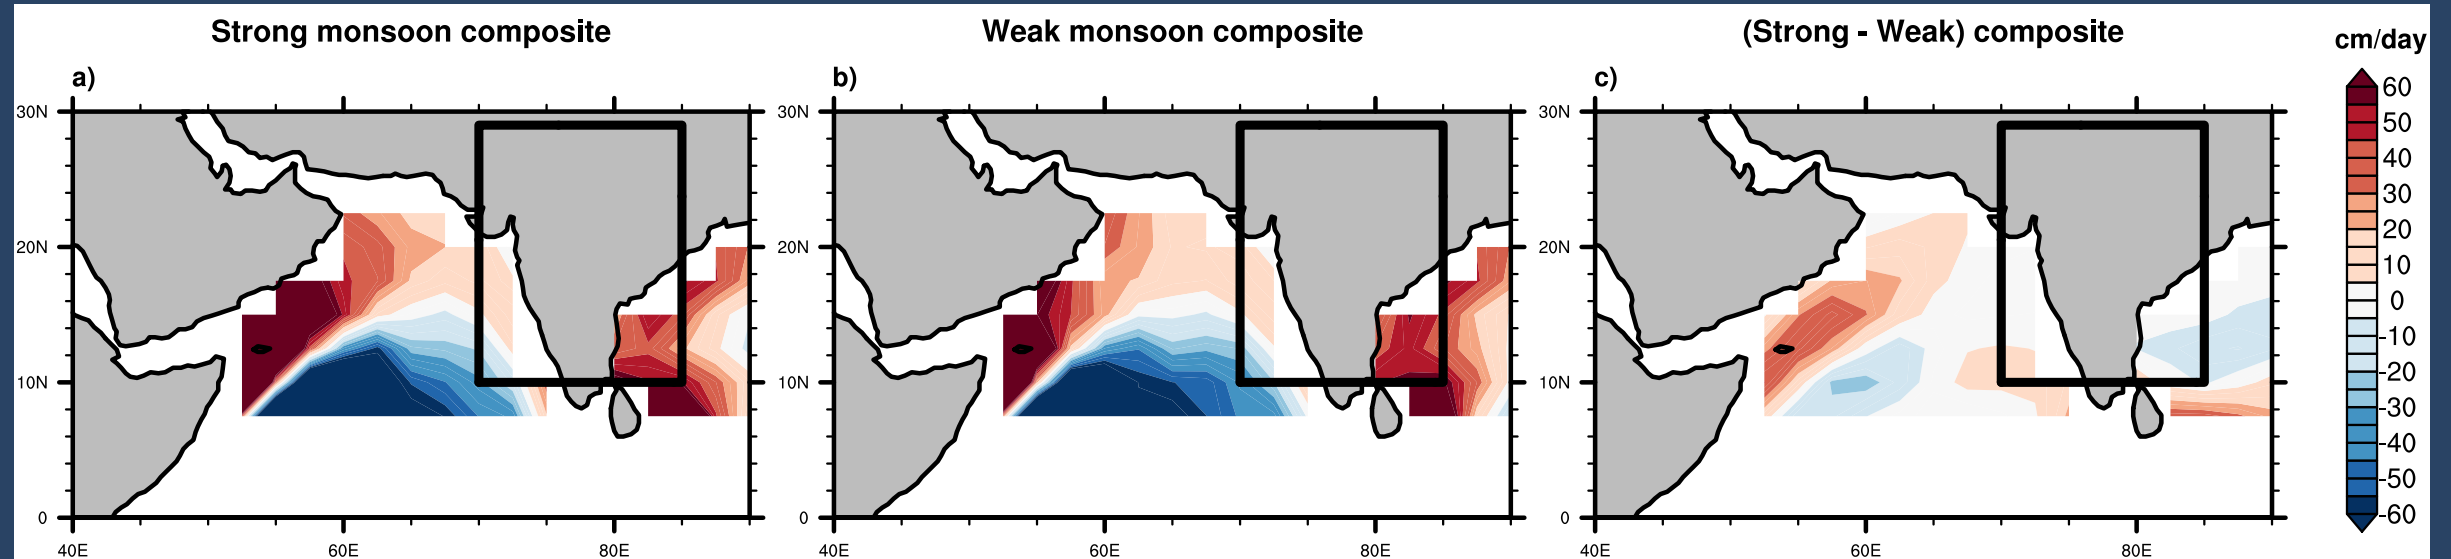 Strong monsoon composite
Weak monsoon composite
(Strong - Weak) composite
cm/day
a)
b)
c)
30N
20N
10N
0
40E
60E
80E
30N
20N
10N
0
40E
60E
80E
30N
20N
10N
0
40E
60E
80E
60
50
40
30
20
10
0
-10
-20
-30
-40
-50
-60